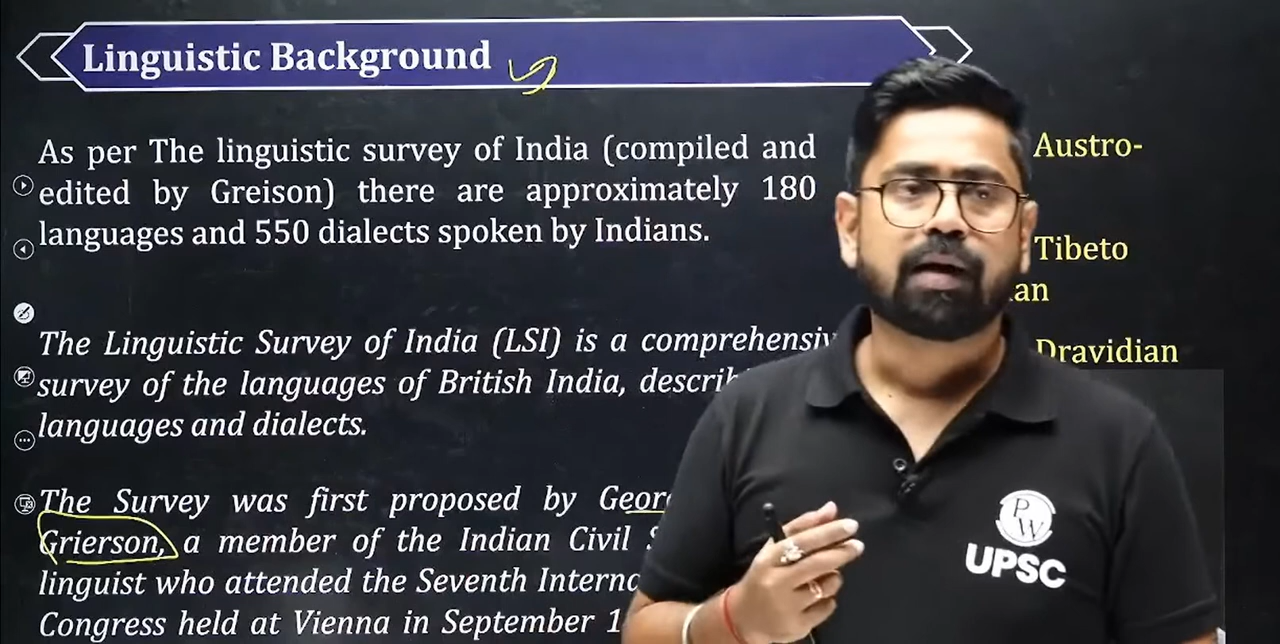 Linguistic Background
As per The linguistic survey of India (compiled and
edited by Greison) there are approximately 180
languages and 550 dialects spoken by Indians.
The Linguistic Survey of India (LSI) is a comprehensiv
survey of the languages of British India, describ
languages and dialects.
The Survey was first proposed by Geor
Grierson, a member of the Indian Civil
linguist who attended the Seventh Interna
Congress held at Vienna in September 1
Austro-
Tibeto
an
Dravidian
PW
UPSC